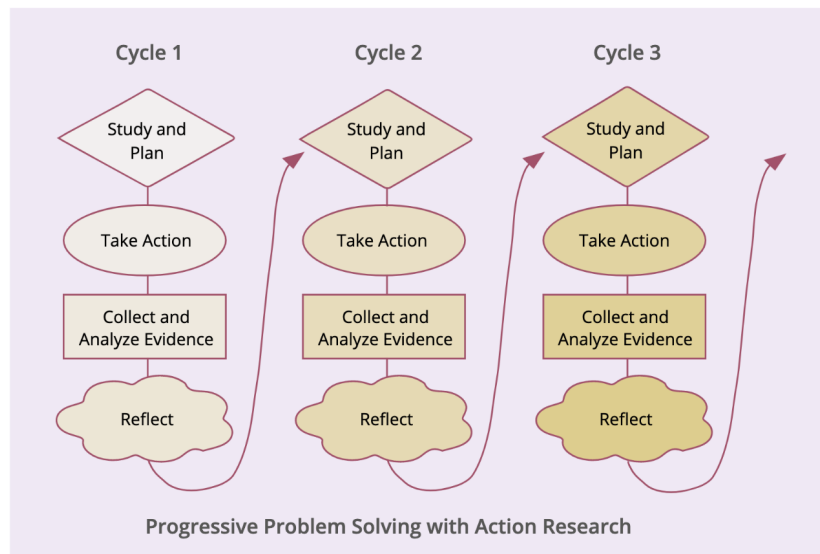 Cycle 1
Cycle 2
Cycle 3
Study and
Plan
Study and
Plan
Study and
Plan
Take Action
Take Action
Take Action
Collect and
Analyze Evidence
Collect and
Analyze Evidence
Collect and
Analyze Evidence
Reflect
Reflect
Reflect
Progressive Problem Solving with Action Research